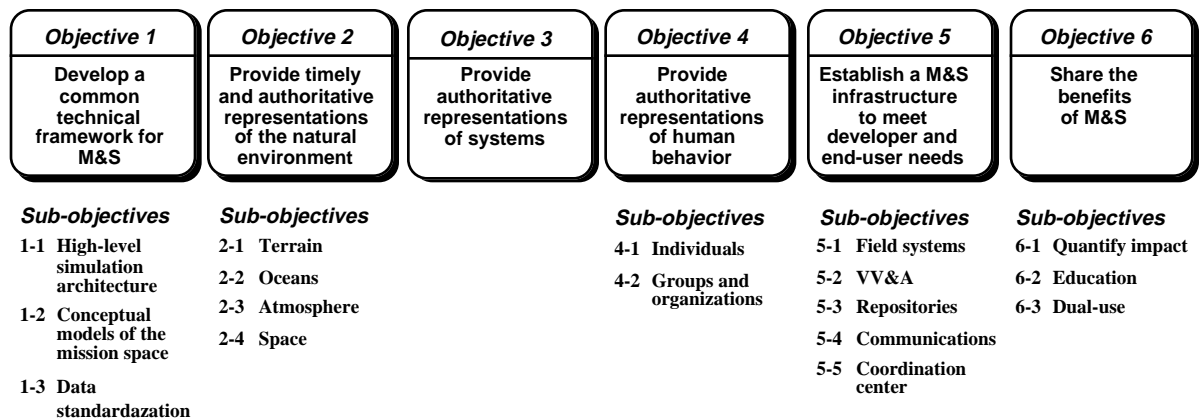 Objective 1
Develop a
common
technical
framework for
M&S
Sub-objectives
1-1 High-level
simulation
architecture
1-2 Conceptual
models of the
mission space
1-3 Data
standardazation
Objective 2
Provide timely
and authoritative
representations
of the natural
environment
Sub-objectives
2-1 Terrain
2-2 Oceans
2-3 Atmosphere
2-4 Space
Objective 3
Provide
authoritative
representations
of systems
Objective 4
Provide
authoritative
representations
of human
behavior
Sub-objectives
4-1 Individuals
4-2 Groups and
organizations
Objective 5
Establish a M&S
infrastructure
to meet
developer and
end-user needs
Sub-objectives
5-1 Field systems
5-2 VV&A
5-3 Repositories
5-4 Communications
5-5 Coordination
center
Objective 6
Share the
benefits
of M&S
Sub-objectives
6-1 Quantify impact
6-2 Education
6-3 Dual-use